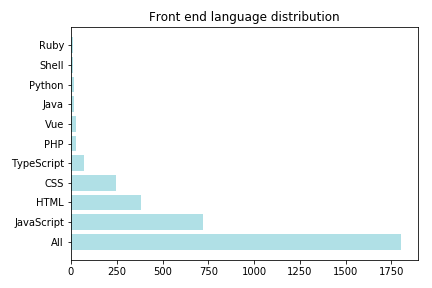 Front end language distribution
Ruby
Shell
Python
Java
Vue
PHP
TypeScript
CSS
HTML
JavaScript
All
0 250 500 750 1000 1250 1500 1750